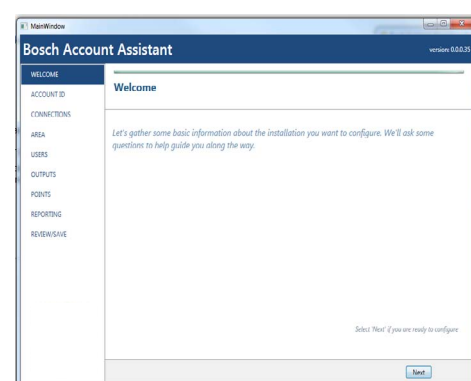 MainWindow
Bosch Account Assistant
version: 0.0.0.35
WELCOME
ACCOUNT ID
CONNECTIONS
AREA
USERS
OUTPUTS
POINTS
REPORTING
REVIEW/SAVE
Welcome
Let's gather some basic information about the installation you want to configure. We'll ask some
questions to help guide you along the way.
Select 'Next' if you are ready to configure
Next